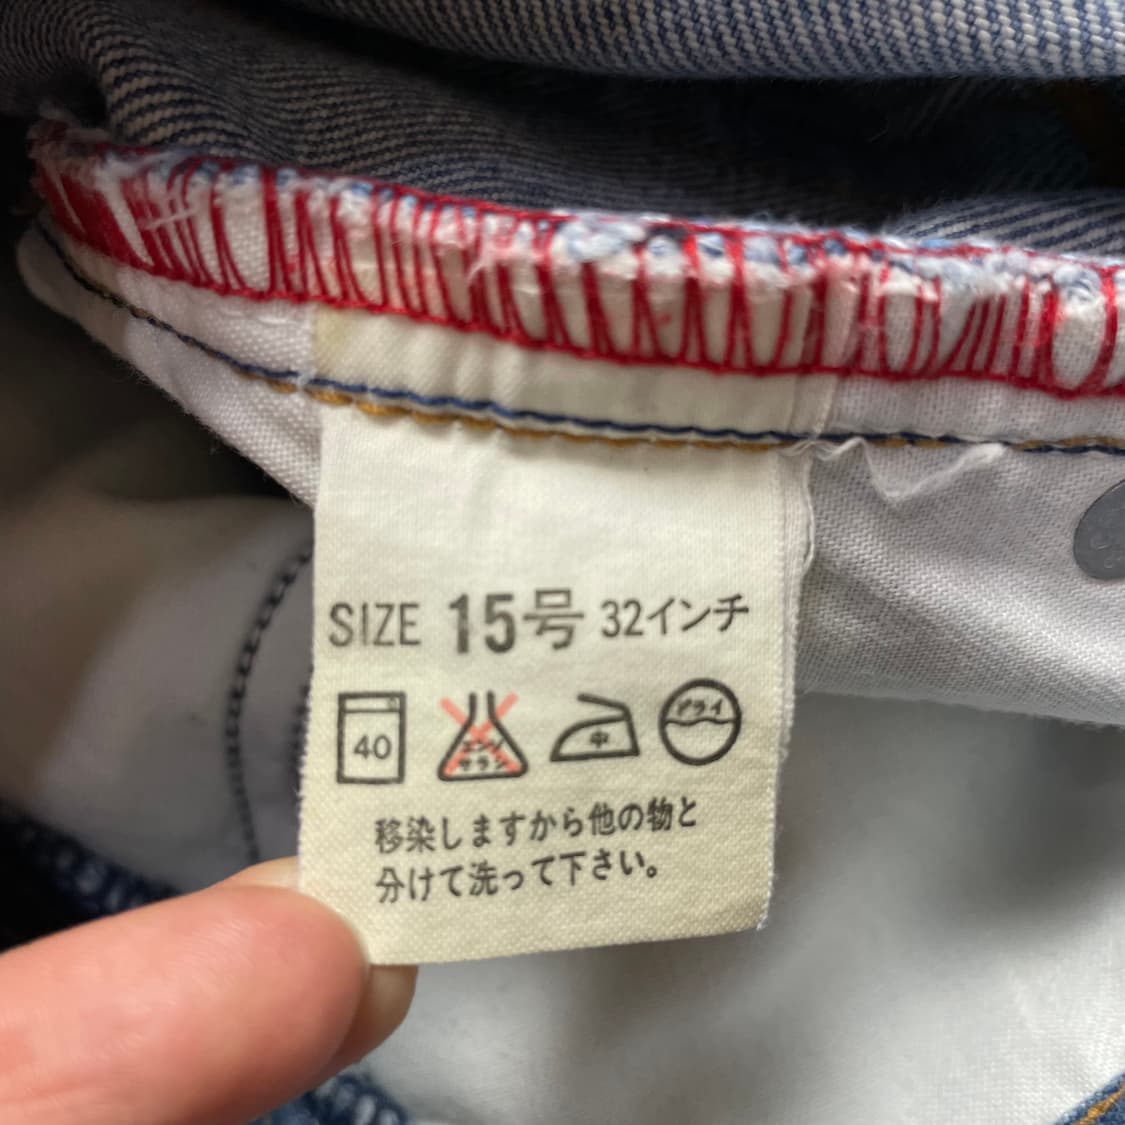 SIZE 15号 32インチ
40 エンソ サラシ 中 ドライ
移染しますから他の物と
分けて洗って下さい。